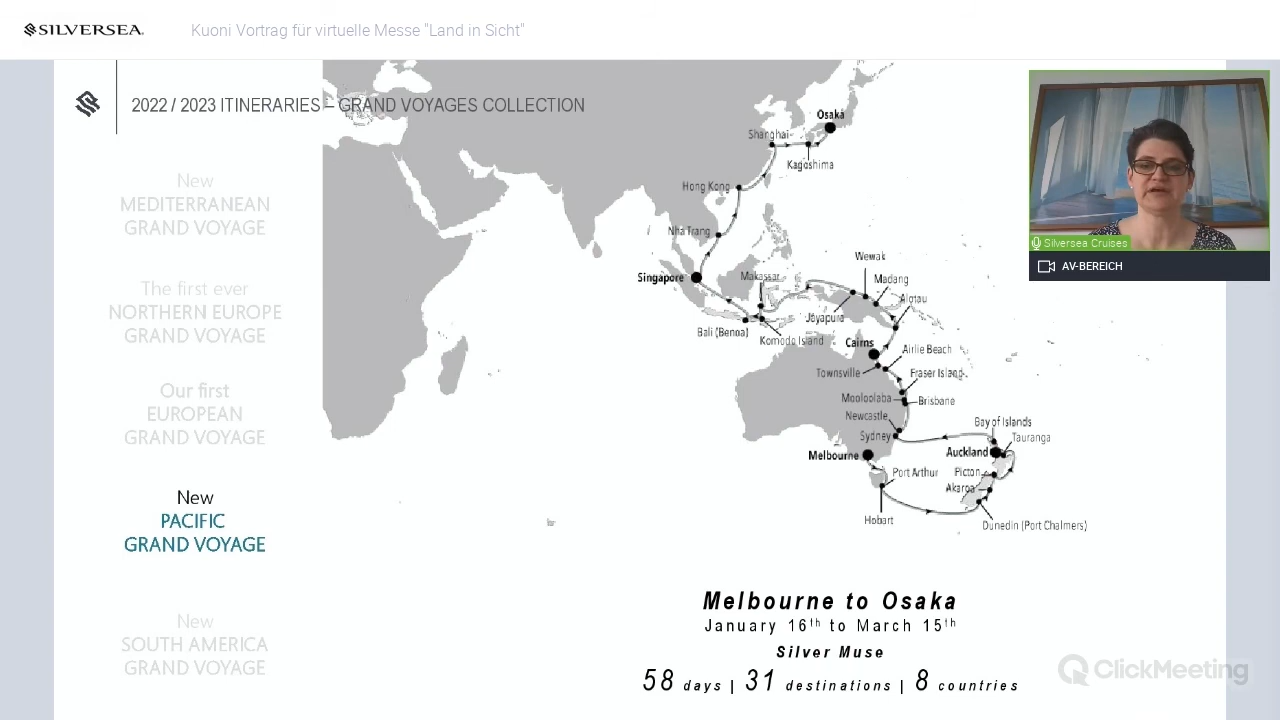 SILVERSEA
Kuoni Vortrag für virtuelle Messe "Land in Sicht"
2022 / 2023 ITINERARIES – GRAND VOYAGES COLLECTION
New
MEDITERRANEAN
GRAND VOYAGE
The first ever
NORTHERN EUROPE
GRAND VOYAGE
Our first
EUROPEAN
GRAND VOYAGE
New
PACIFIC
GRAND VOYAGE
New
SOUTH AMERICA
GRAND VOYAGE
Osaka
Shanghai
Kagoshima
Hong Kong
Nha Trang
Singapore
Makassar
Wewak
Madang
Alotau
Jayapura
Bali (Benoa)
Komodo Island
Cairns
Airlie Beach
Townsville
Fraser Island
Mooloolaba
Brisbane
Newcastle
Sydney
Bay of Islands
Tauranga
Auckland
Melbourne
Port Arthur
Picton
Akaroa
Hobart
Dunedin (Port Chalmers)
Melbourne to Osaka
January 16th to March 15th
Silver Muse
58 days | 31 destinations | 8 countries
Silversea Cruises
AV-BEREICH
ClickMeeting